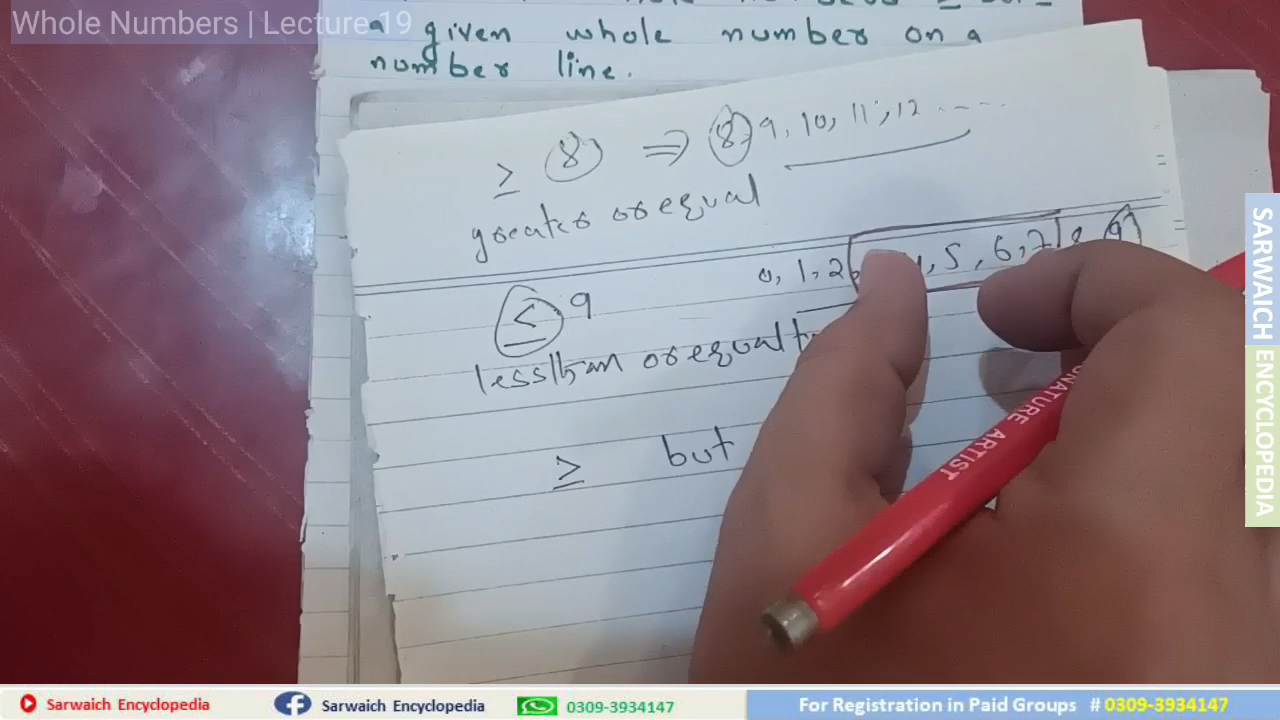 Whole Numbers | Lecture 19
a given whole number on a
number line.
≥ 8 ⇒ 8, 9, 10, 11, 12 ....
greater or equal
0, 1, 2, 5, 6, 7
≤ 9
less than or equal
≥ but
SIGNATURE ARTIST
SARWAICH ENCYCLOPEDIA
Sarwaich Encyclopedia
Sarwaich Encyclopedia
0309-3934147
For Registration in Paid Groups # 0309-3934147